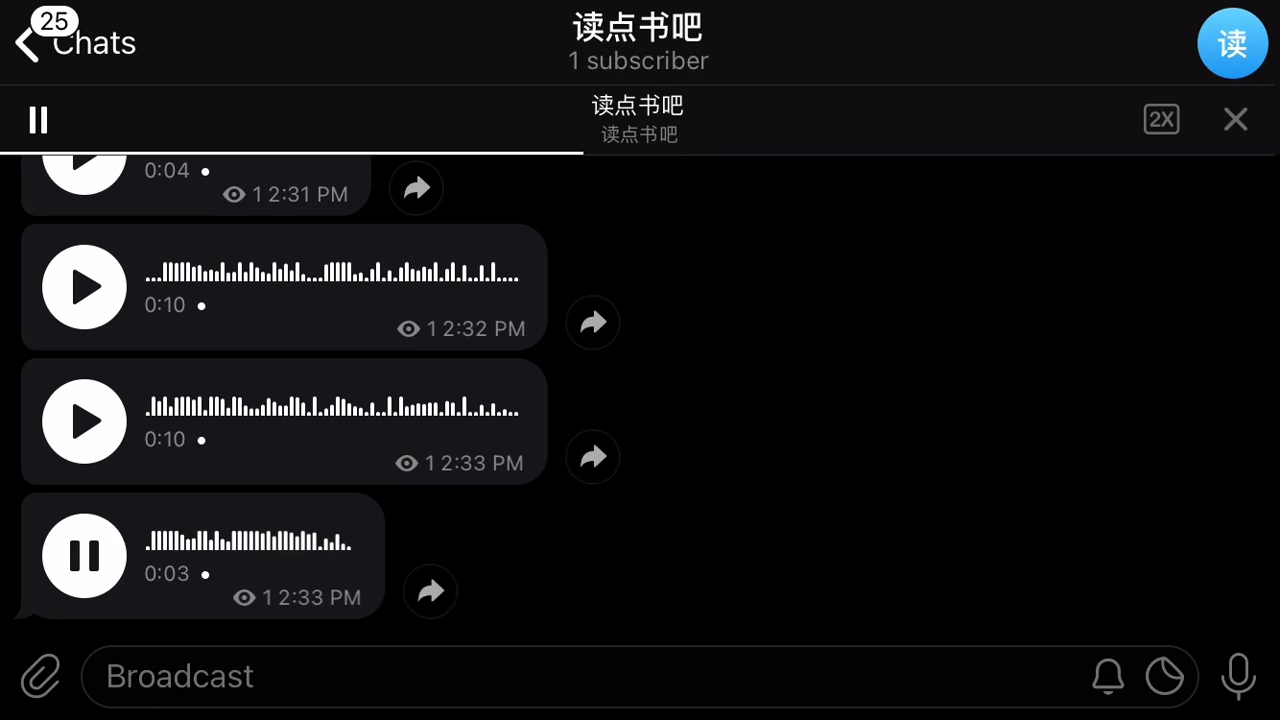 25
Chats
读点书吧
1 subscriber
读
读点书吧
读点书吧
2X
0:04
1 2:31 PM
0:10
1 2:32 PM
0:10
1 2:33 PM
0:03
1 2:33 PM
Broadcast